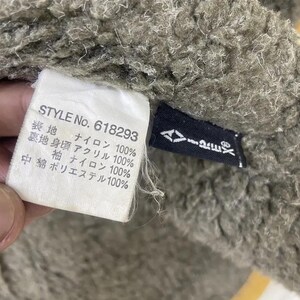 STYLE No. 618293
表 地 ナイロン 100%
裏地 身頃 アクリル 100%
袖 ナイロン 100%
中 綿 ポリエステル 100%